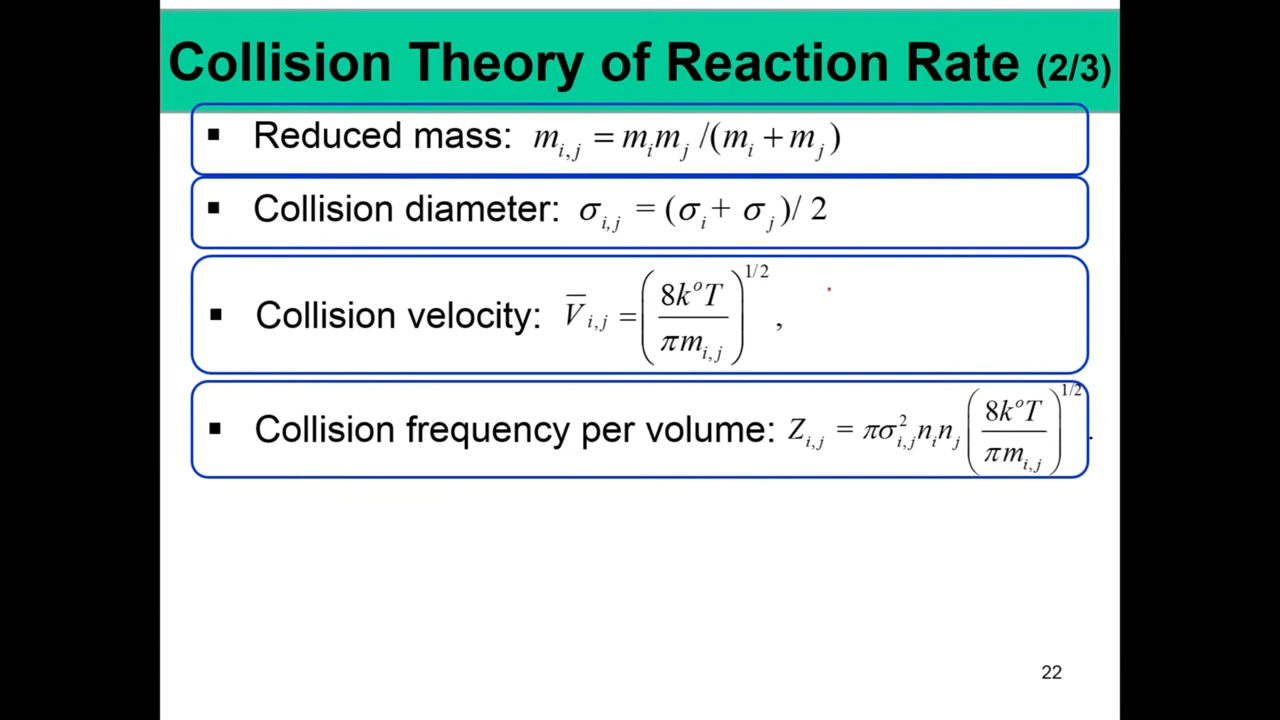 Collision Theory of Reaction Rate (2/3)
▪ Reduced mass: m_{i,j} = m_i m_j /(m_i + m_j)
▪ Collision diameter: σ_{i,j} = (σ_i + σ_j)/ 2
▪ Collision velocity: V̅_{i,j} = (8k^oT / πm_{i,j})^{1/2} ,
▪ Collision frequency per volume: Z_{i,j} = πσ²_{i,j} n_i n_j (8k^oT / πm_{i,j})^{1/2} .
22